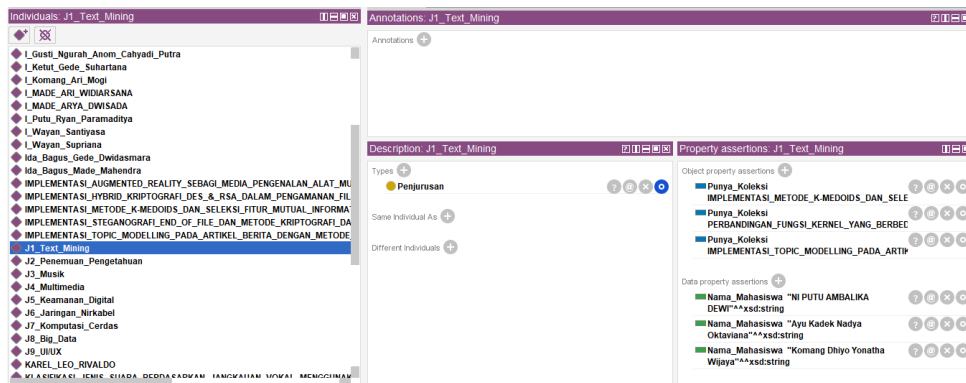 Individuals: J1_Text_Mining
I_Gusti_Ngurah_Anom_Cahyadi_Putra
I_Ketut_Gede_Suhartana
I_Komang_Ari_Mogi
I_MADE_ARI_WIDIARSANA
I_MADE_ARYA_DWISADA
I_Putu_Ryan_Paramaditya
I_Wayan_Santiyasa
I_Wayan_Supriana
Ida_Bagus_Gede_Dwidasmara
Ida_Bagus_Made_Mahendra
IMPLEMENTASI_AUGMENTED_REALITY_SEBAGI_MEDIA_PENGENALAN_ALAT_MU
IMPLEMENTASI_HYBRID_KRIPTOGRAFI_DES_&_RSA_DALAM_PENGAMANAN_FIL
IMPLEMENTASI_METODE_K-MEDOIDS_DAN_SELEKSI_FITUR_MUTUAL_INFORMAT
IMPLEMENTASI_STEGANOGRAFI_END_OF_FILE_DAN_METODE_KRIPTOGRAFI_DA
IMPLEMENTASI_TOPIC_MODELLING_PADA_ARTIKEL_BERITA_DENGAN_METODE
J1_Text_Mining
J2_Penemuan_Pengetahuan
J3_Musik
J4_Multimedia
J5_Keamanan_Digital
J6_Jaringan_Nirkabel
J7_Komputasi_Cerdas
J8_Big_Data
J9_UI/UX
KAREL_LEO_RIVALDO
KLASIFIKASI_JENIS_SUARA_BERDASARKAN_JANGKAUAN_VOKAL_MENGGUNAK
Annotations: J1_Text_Mining
Annotations
Description: J1_Text_Mining
Types
Penjurusan
Same Individual As
Different Individuals
Property assertions: J1_Text_Mining
Object property assertions
Punya_Koleksi
IMPLEMENTASI_METODE_K-MEDOIDS_DAN_SELE
Punya_Koleksi
PERBANDINGAN_FUNGSI_KERNEL_YANG_BERBED
Punya_Koleksi
IMPLEMENTASI_TOPIC_MODELLING_PADA_ARTIK
Data property assertions
Nama_Mahasiswa "NI PUTU AMBALIKA
DEWI"^^xsd:string
Nama_Mahasiswa "Ayu Kadek Nadya
Oktaviana"^^xsd:string
Nama_Mahasiswa "Komang Dhiyo Yonatha
Wijaya"^^xsd:string